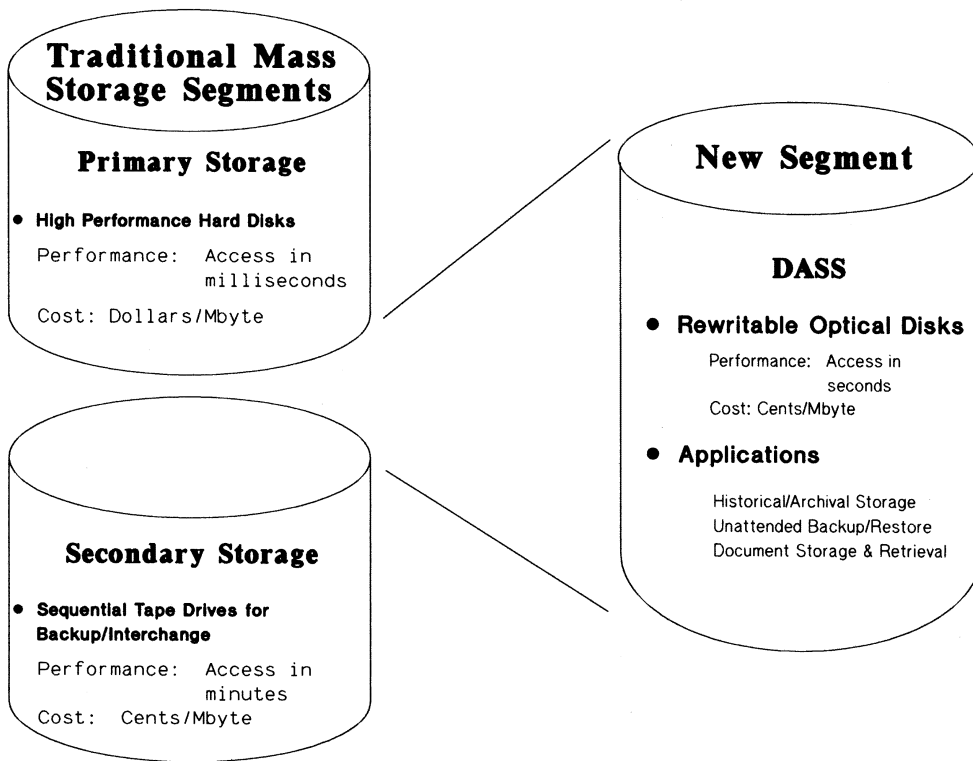 Traditional Mass
Storage Segments
Primary Storage
● High Performance Hard Disks
Performance: Access in
milliseconds
Cost: Dollars/Mbyte
Secondary Storage
● Sequential Tape Drives for
Backup/Interchange
Performance: Access in
minutes
Cost: Cents/Mbyte
New Segment
DASS
● Rewritable Optical Disks
Performance: Access in
seconds
Cost: Cents/Mbyte
● Applications
Historical/Archival Storage
Unattended Backup/Restore
Document Storage & Retrieval